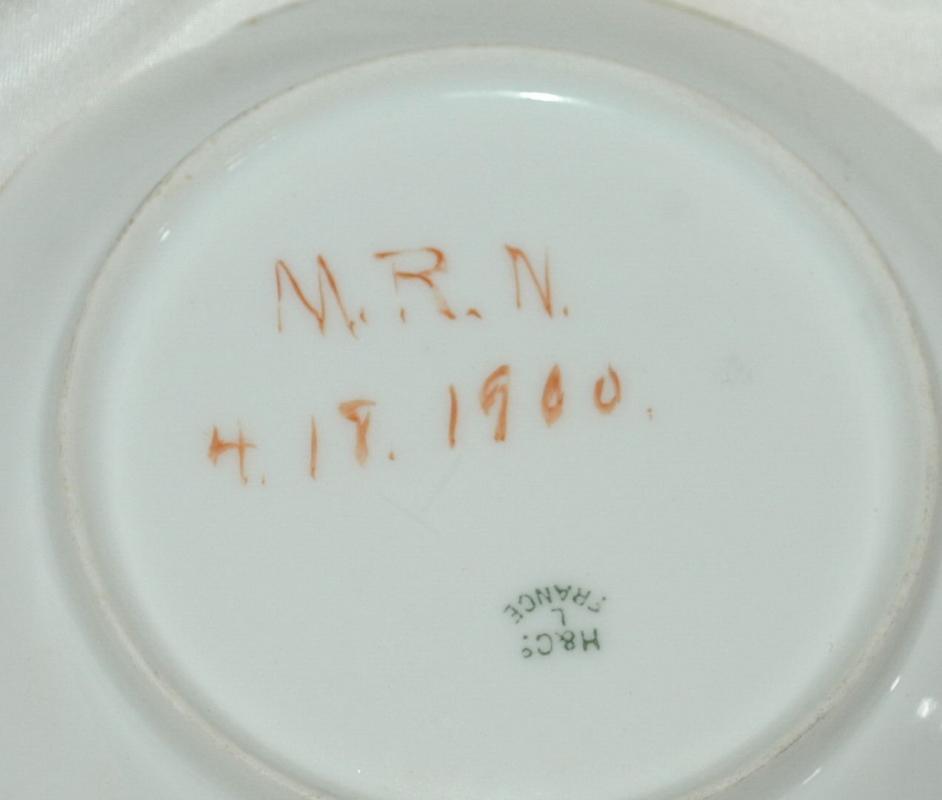 M.R.N.
4.18.1900.
H&Co
L
FRANCE